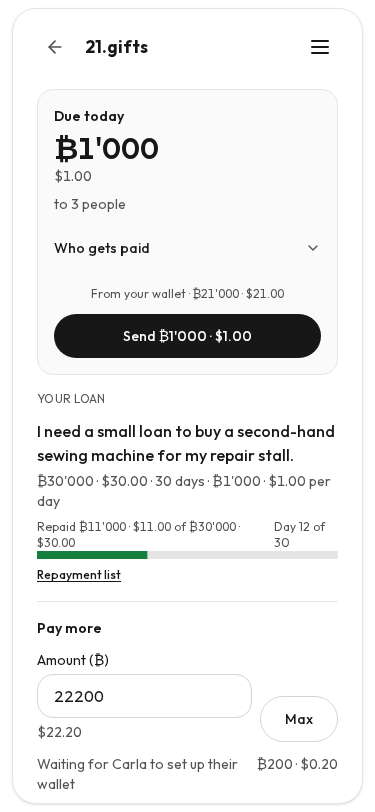 21.gifts
Due today
₿1'000
$1.00
to 3 people
Who gets paid
From your wallet · ₿21'000 · $21.00
Send ₿1'000 · $1.00
YOUR LOAN
I need a small loan to buy a second-hand
sewing machine for my repair stall.
₿30'000 · $30.00 · 30 days · ₿1'000 · $1.00 per
day
Repaid ₿11'000 · $11.00 of ₿30'000 ·
$30.00
Day 12 of
30
Repayment list
Pay more
Amount (₿)
22200
Max
$22.20
Waiting for Carla to set up their
wallet
₿200 · $0.20